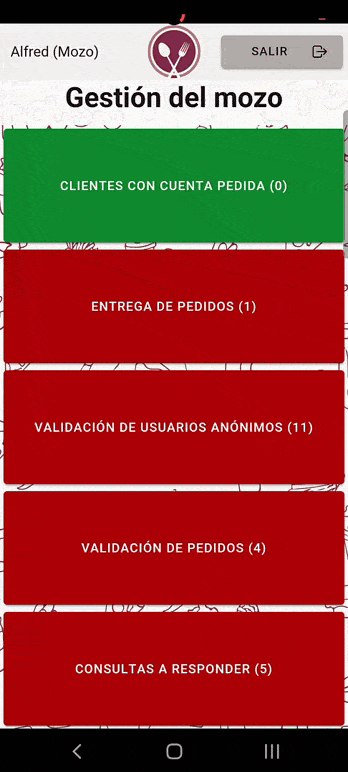 Alfred (Mozo)
SALIR
Gestión del mozo
CLIENTES CON CUENTA PEDIDA (0)
ENTREGA DE PEDIDOS (1)
VALIDACIÓN DE USUARIOS ANÓNIMOS (11)
VALIDACIÓN DE PEDIDOS (4)
CONSULTAS A RESPONDER (5)